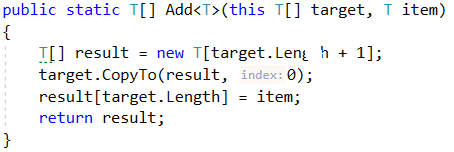 public static T[] Add<T>(this T[] target, T item)
{
T[] result = new T[target.Length + 1];
target.CopyTo(result, index: 0);
result[target.Length] = item;
return result;
}